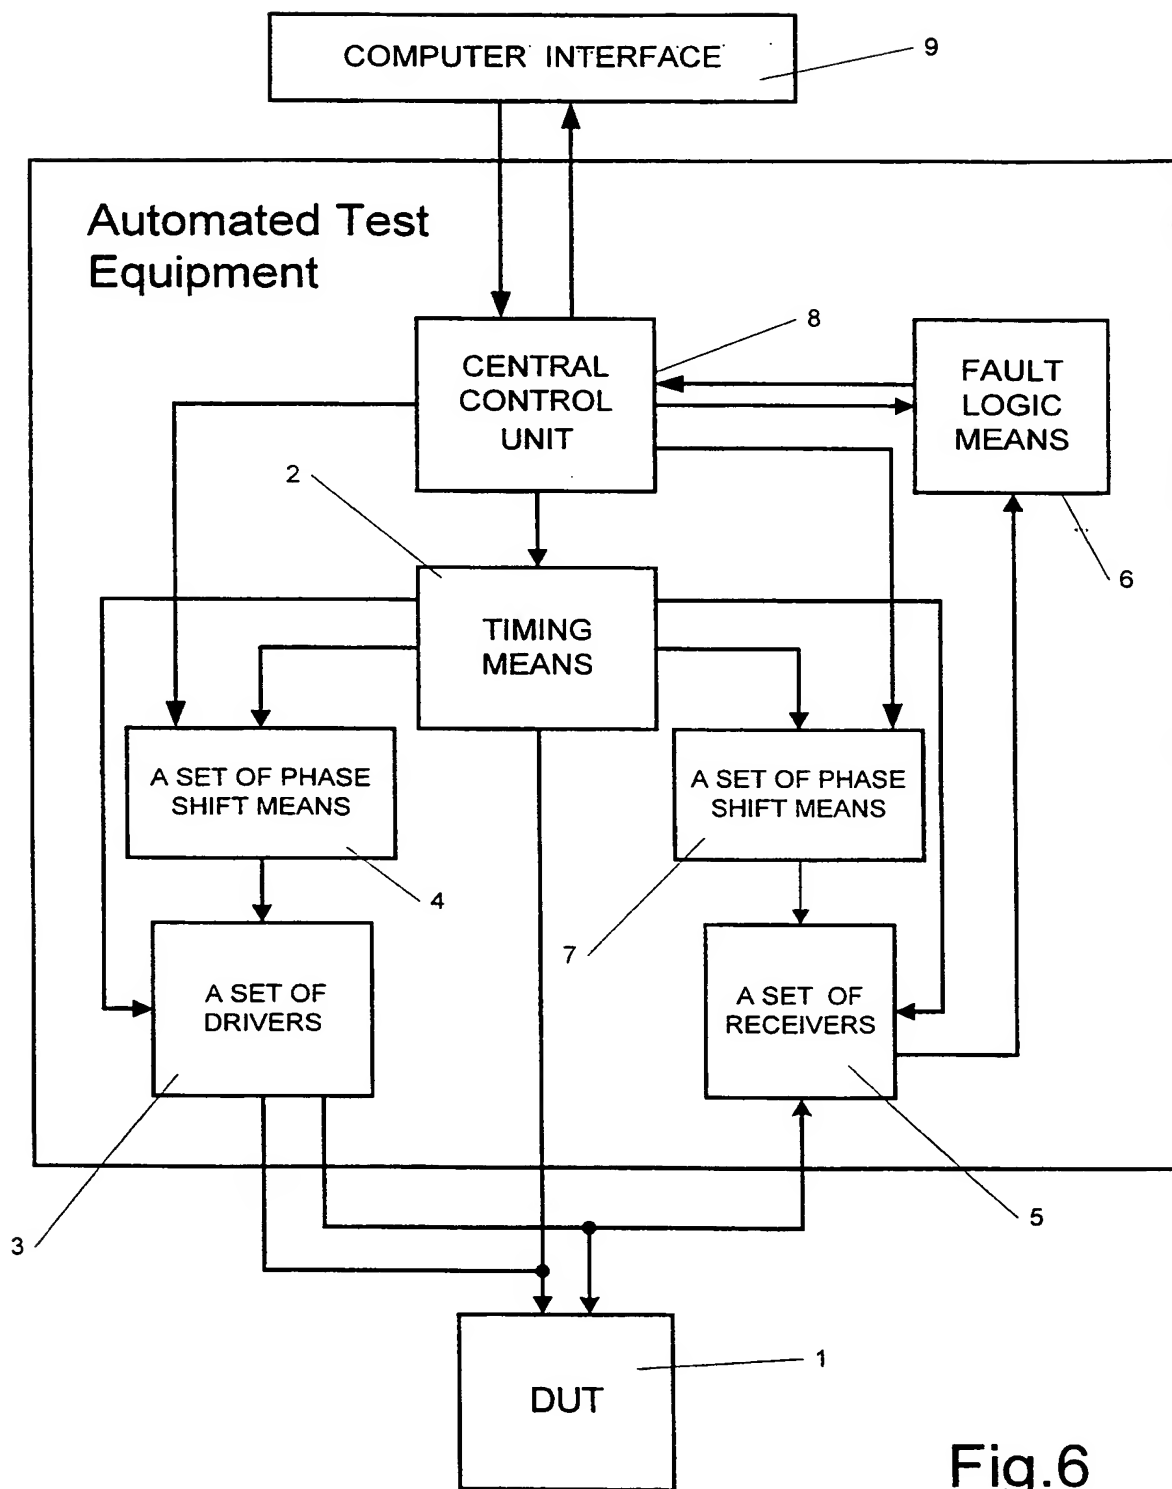 COMPUTER INTERFACE
9
Automated Test
Equipment
8
CENTRAL
CONTROL
UNIT
FAULT
LOGIC
MEANS
2
6
TIMING
MEANS
A SET OF PHASE
SHIFT MEANS
A SET OF PHASE
SHIFT MEANS
4
7
A SET OF
DRIVERS
A SET OF
RECEIVERS
3
5
1
DUT
Fig.6